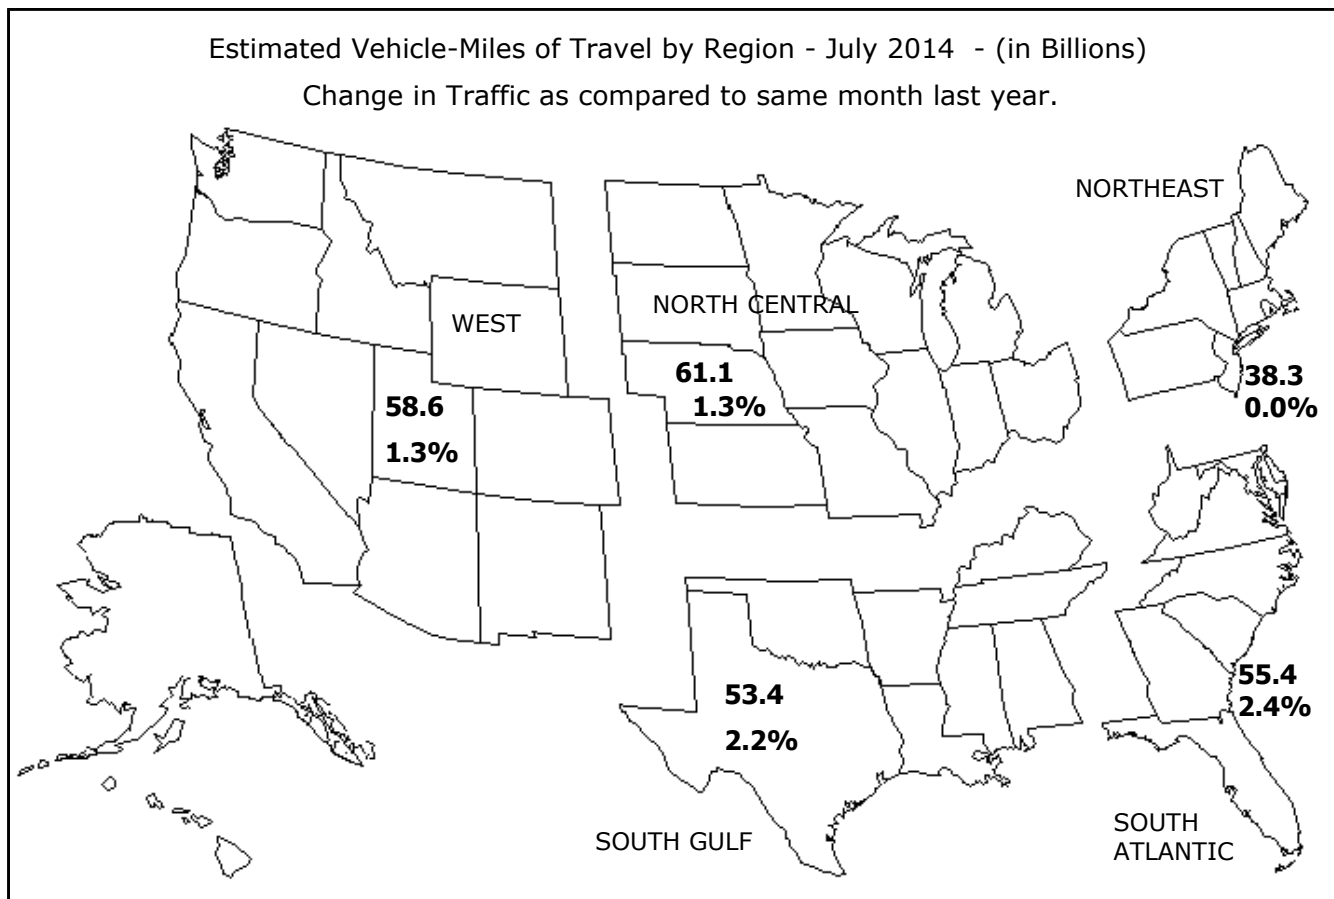 Estimated Vehicle-Miles of Travel by Region - July 2014 - (in Billions)
Change in Traffic as compared to same month last year.
NORTHEAST
38.3
0.0%
NORTH CENTRAL
61.1
1.3%
WEST
58.6
1.3%
SOUTH GULF
53.4
2.2%
SOUTH
ATLANTIC
55.4
2.4%